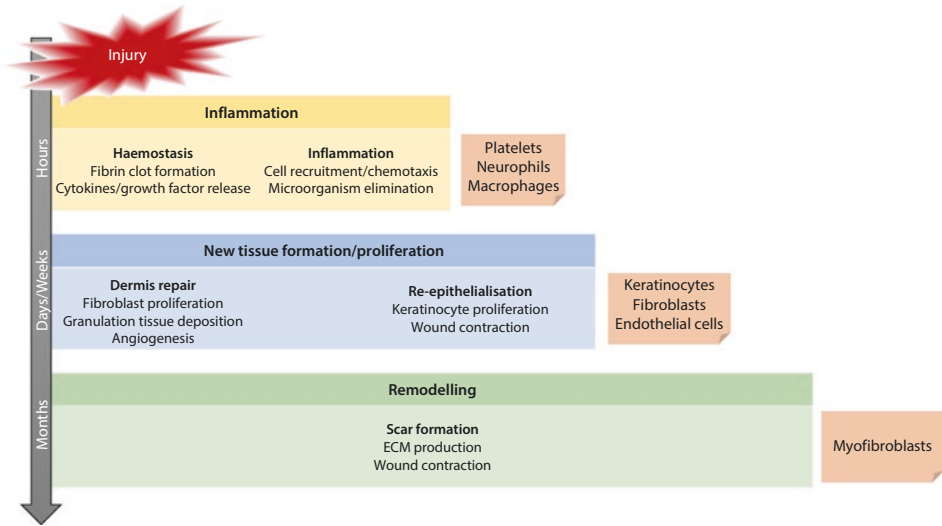 Injury
Hours
Inflammation
Haemostasis
Fibrin clot formation
Cytokines/growth factor release
Inflammation
Cell recruitment/chemotaxis
Microorganism elimination
Platelets
Neurophils
Macrophages
Days/Weeks
New tissue formation/proliferation
Dermis repair
Fibroblast proliferation
Granulation tissue deposition
Angiogenesis
Re-epithelialisation
Keratinocyte proliferation
Wound contraction
Keratinocytes
Fibroblasts
Endothelial cells
Months
Remodelling
Scar formation
ECM production
Wound contraction
Myofibroblasts